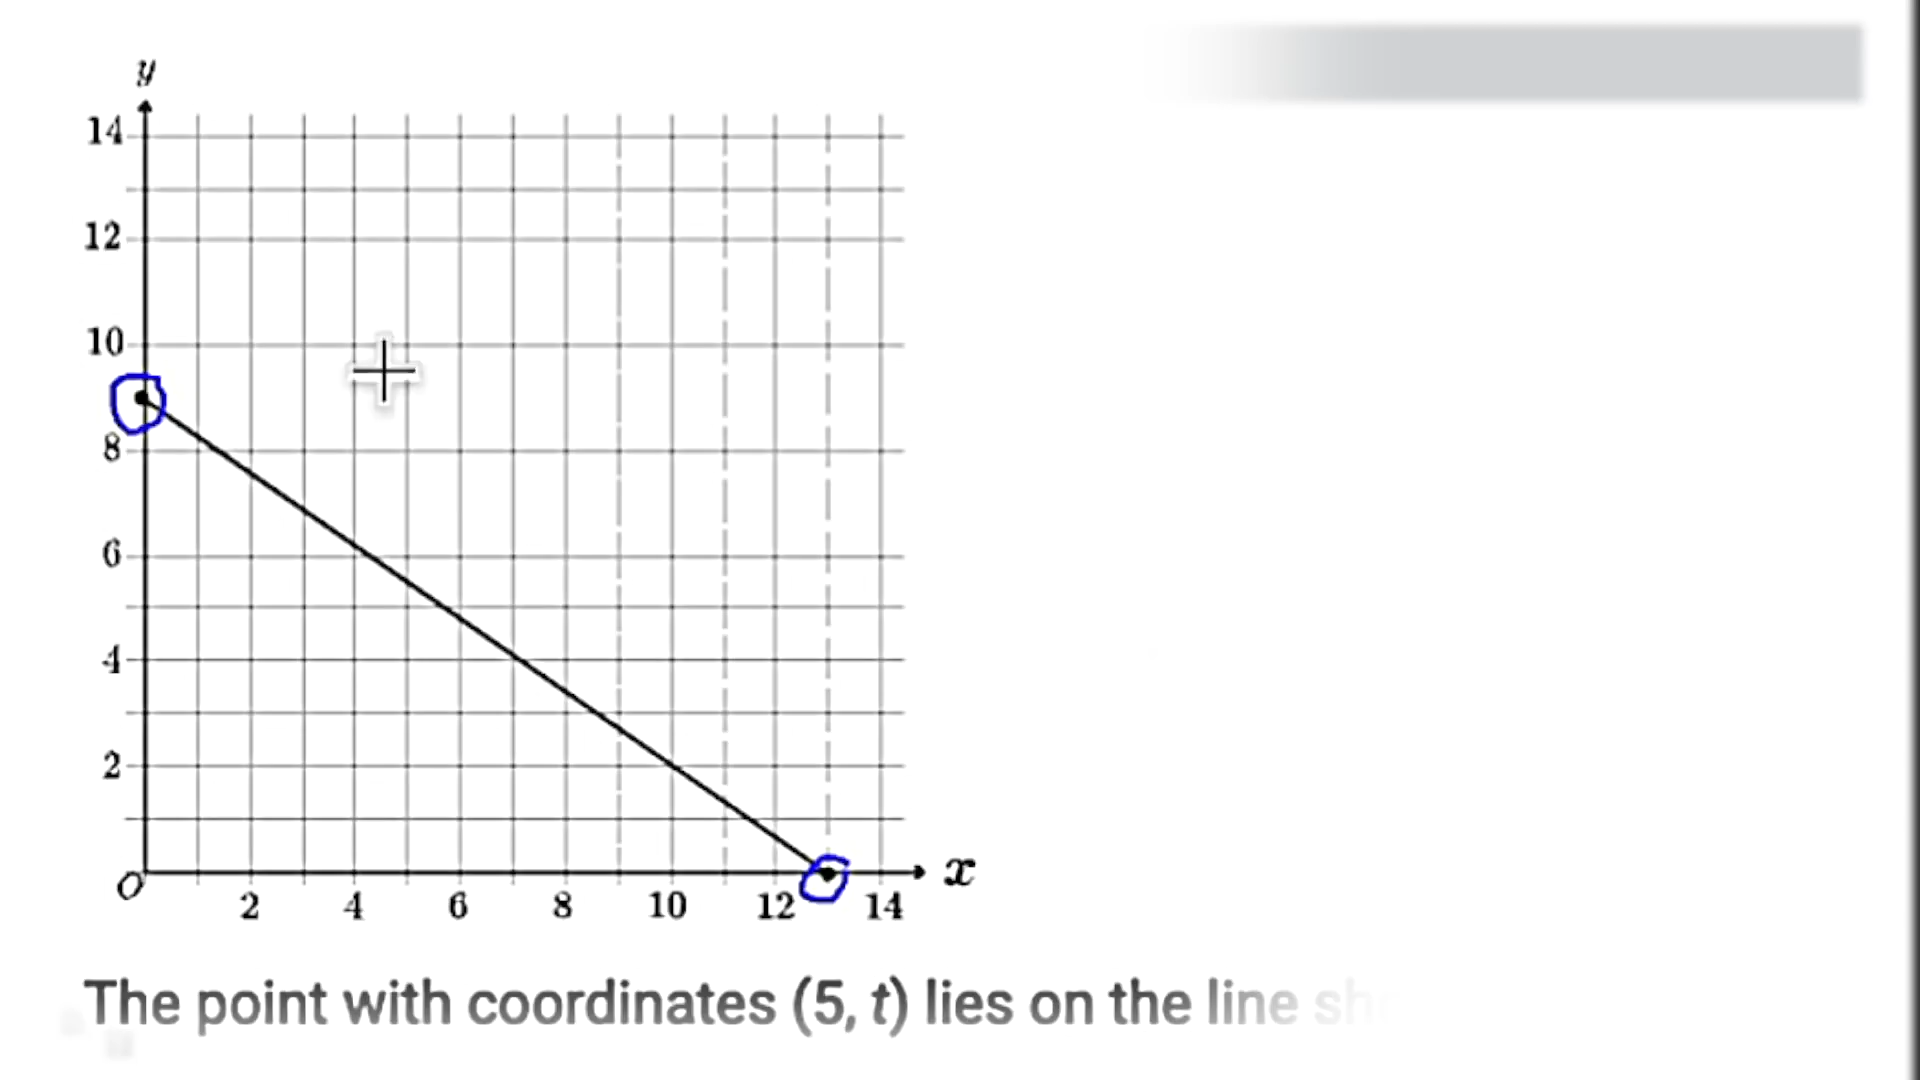 y
14
12
10
8
6
4
2
O
2 4 6 8 10 12 14
x
The point with coordinates (5, t) lies on the line